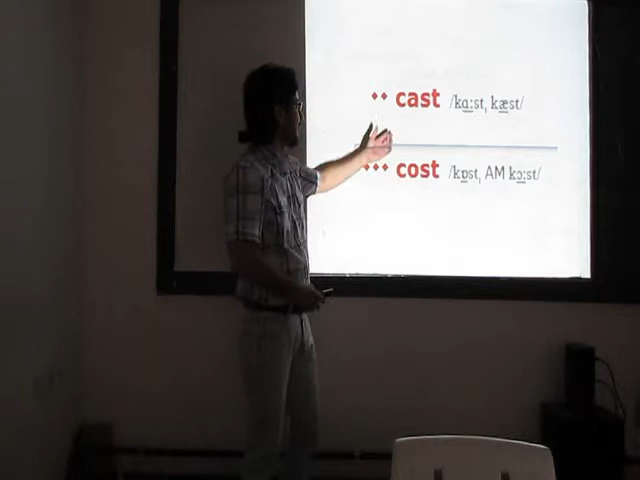 ♦♦ cast /kɑːst, kæst/
♦♦♦ cost /kɒst, AM kɔːst/